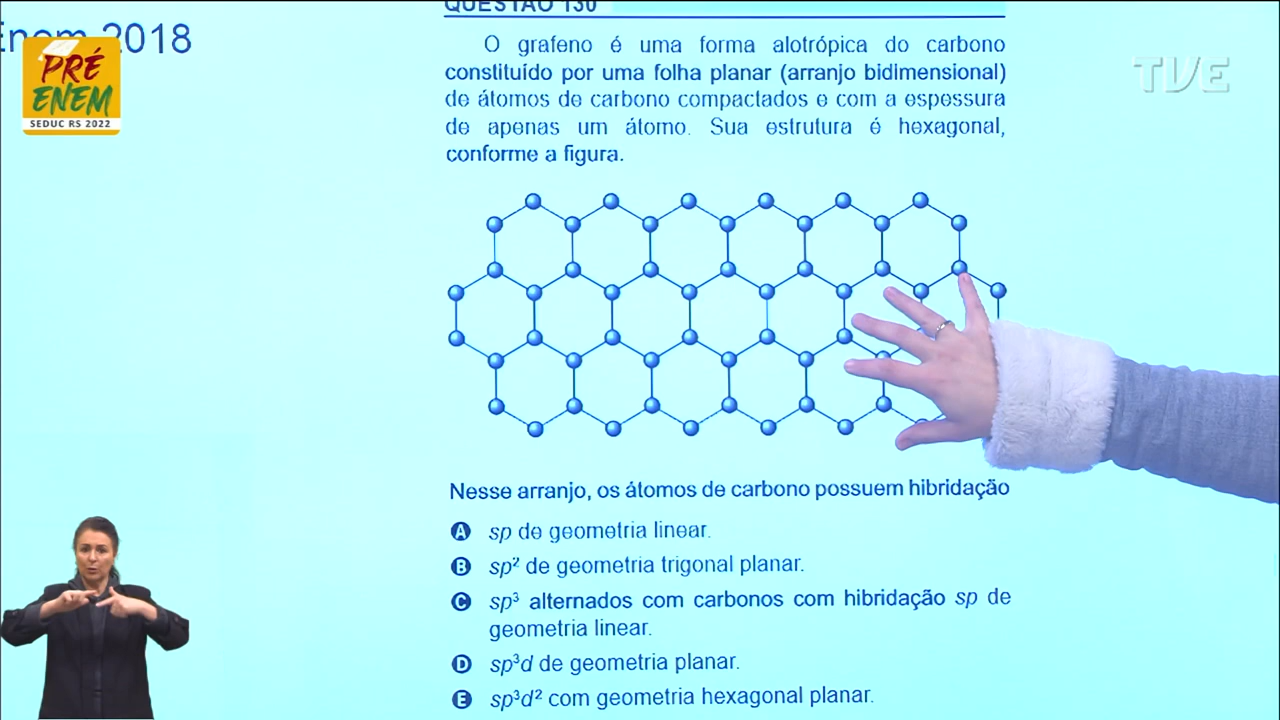 QUESTÃO 130
Enem 2018
PRÉ
ENEM
SEDUC RS 2022
TVE
O grafeno é uma forma alotrópica do carbono
constituído por uma folha planar (arranjo bidimensional)
de átomos de carbono compactados e com a espessura
de apenas um átomo. Sua estrutura é hexagonal,
conforme a figura.
Nesse arranjo, os átomos de carbono possuem hibridação
A sp de geometria linear.
B sp² de geometria trigonal planar.
C sp³ alternados com carbonos com hibridação sp de
geometria linear.
D sp³d de geometria planar.
E sp³d² com geometria hexagonal planar.